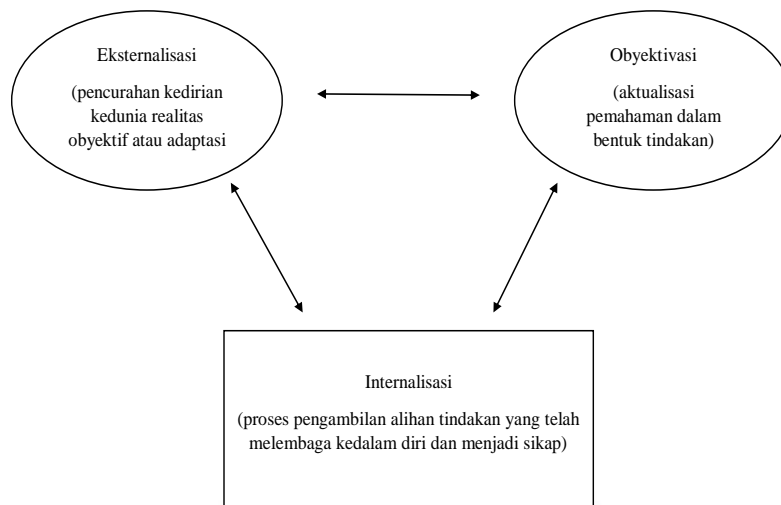 Eksternalisasi
(pencurahan kedirian
kedunia realitas
obyektif atau adaptasi
Obyektivasi
(aktualisasi
pemahaman dalam
bentuk tindakan)
Internalisasi
(proses pengambilan alihan tindakan yang telah
melembaga kedalam diri dan menjadi sikap)